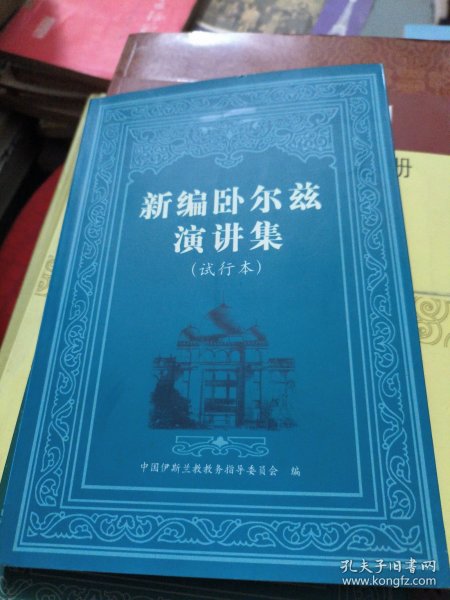 新编卧尔兹
演讲集
(试行本)
中国伊斯兰教教务指导委员会 编
册
孔夫子旧书网
www.kongfz.com